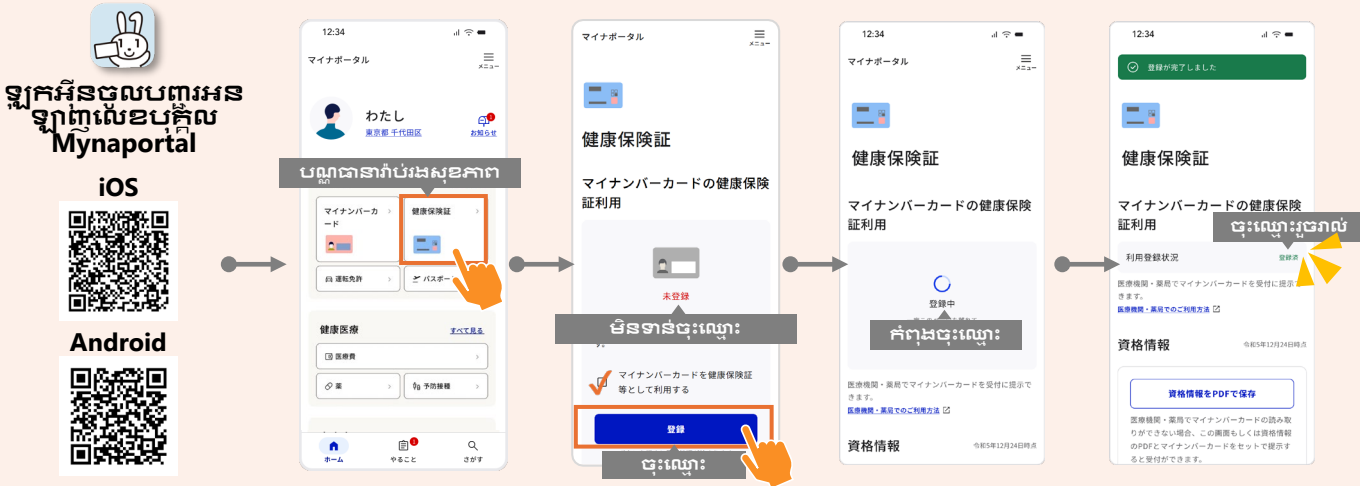 ឡុកអ៊ីនចូលបញ្ជរអន
ឡាញលេខបុគ្គល
Mynaportal
iOS
Android
12:34
マイナポータル
メニュー
わたし
東京都 千代田区
お知らせ
បណ្ណធានារ៉ាប់រងសុខភាព
マイナンバーカ
ード
健康保険証
運転免許
パスポー
健康医療
すべて見る
医療費
薬
予防接種
ホーム
やること
さがす
マイナポータル
メニュー
健康保険証
マイナンバーカードの健康保険
証利用
未登録
មិនទាន់ចុះឈ្មោះ
す。
マイナンバーカードを健康保険証
等として利用する
登録
ចុះឈ្មោះ
12:34
マイナポータル
メニュー
健康保険証
マイナンバーカードの健康保険
証利用
登録中
កំពុងចុះឈ្មោះ
医療機関・薬局でマイナンバーカードを受付に提示で
きます。
医療機関・薬局でのご利用方法
資格情報
令和5年12月24日時点
12:34
登録が完了しました
健康保険証
マイナンバーカードの健康保険
証利用
ចុះឈ្មោះរួចរាល់
利用登録状況
登録済
医療機関・薬局でマイナンバーカードを受付に提示で
きます。
医療機関・薬局でのご利用方法
資格情報
令和5年12月24日時点
資格情報をPDFで保存
医療機関・薬局でマイナンバーカードの読み取
りができない場合、この画面もしくは資格情報
のPDFとマイナンバーカードをセットで提示す
ると受付ができます。